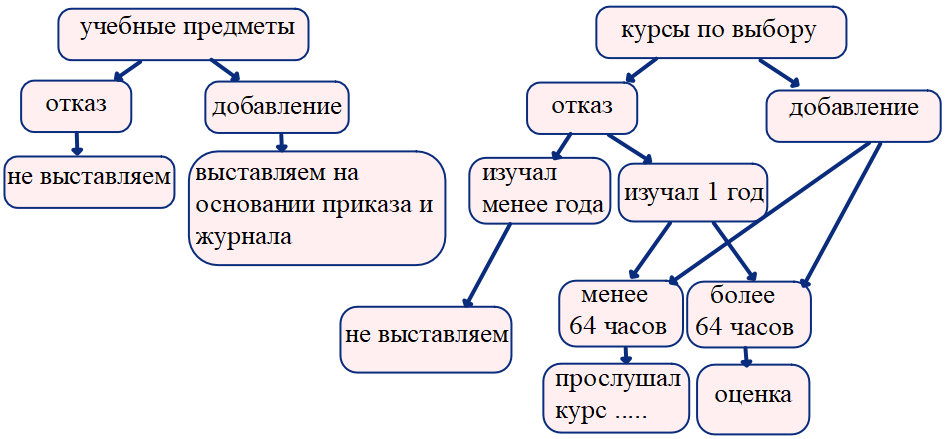 учебные предметы
отказ
добавление
не выставляем
выставляем на
основании приказа и
журнала
курсы по выбору
отказ
добавление
изучал
менее года
изучал 1 год
не выставляем
менее
64 часов
более
64 часов
прослушал
курс .....
оценка